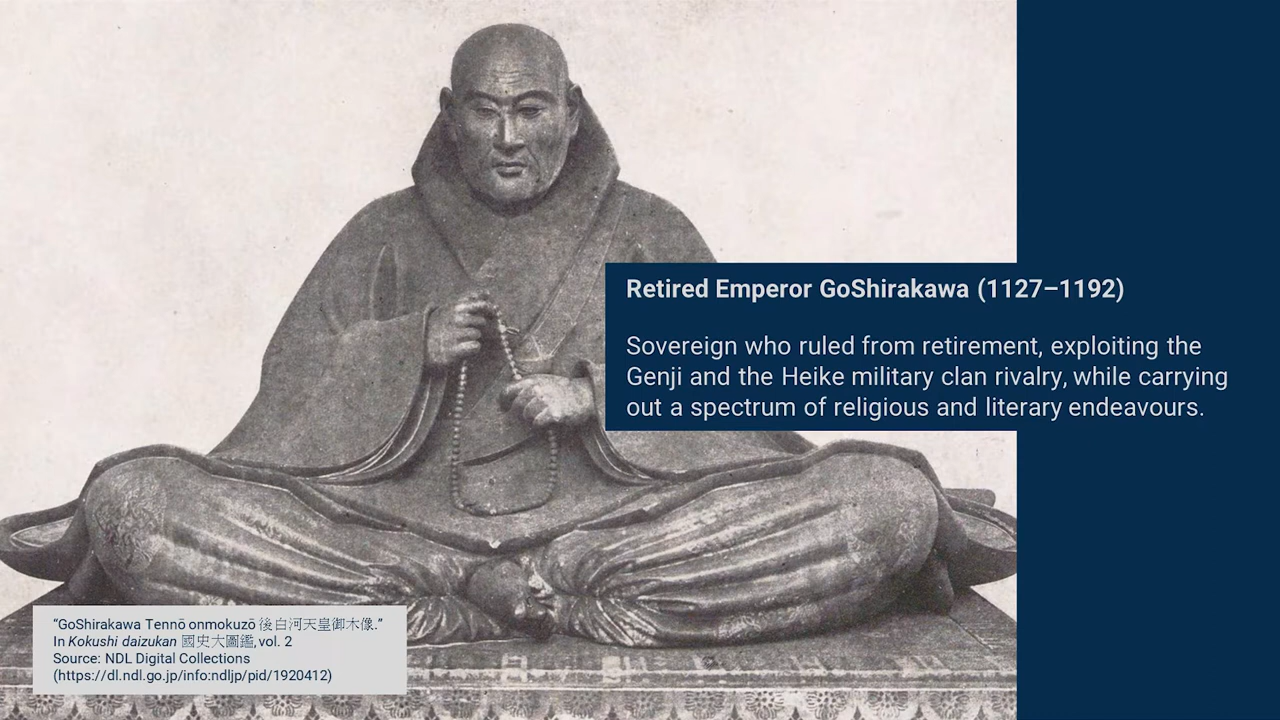 Retired Emperor GoShirakawa (1127–1192)
Sovereign who ruled from retirement, exploiting the
Genji and the Heike military clan rivalry, while carrying
out a spectrum of religious and literary endeavours.
“GoShirakawa Tennō onmokuzō 後白河天皇御木像.”
In Kokushi daizukan 國史大圖鑑, vol. 2
Source: NDL Digital Collections
(https://dl.ndl.go.jp/info:ndljp/pid/1920412)